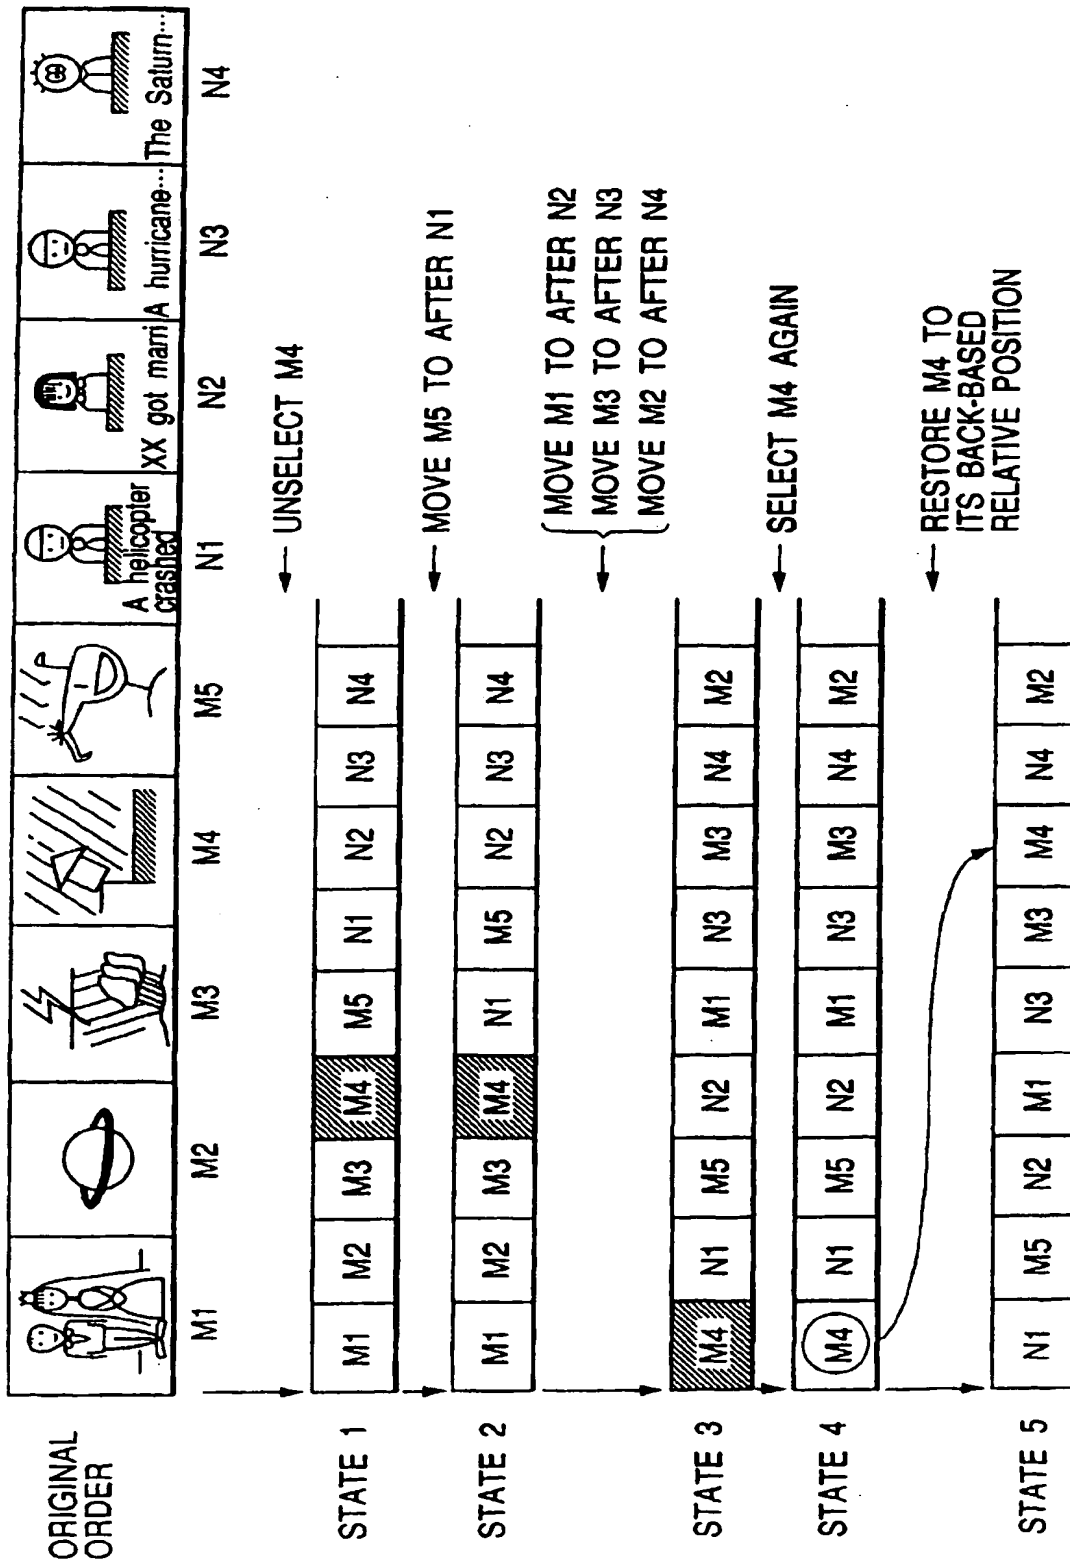 ORIGINAL
ORDER
A helicopter
crashed
XX got marri
A hurricane···
The Saturn···
M1 M2 M3 M4 M5 N1 N2 N3 N4
UNSELECT M4
STATE 1
M1 M2 M3 M4 M5 N1 N2 N3 N4
MOVE M5 TO AFTER N1
STATE 2
M1 M2 M3 M4 N1 M5 N2 N3 N4
MOVE M1 TO AFTER N2
MOVE M3 TO AFTER N3
MOVE M2 TO AFTER N4
STATE 3
M4 N1 M5 N2 M1 N3 M3 N4 M2
SELECT M4 AGAIN
STATE 4
M4 N1 M5 N2 M1 N3 M3 N4 M2
RESTORE M4 TO
ITS BACK-BASED
RELATIVE POSITION
STATE 5
N1 M5 N2 M1 N3 M3 M4 N4 M2